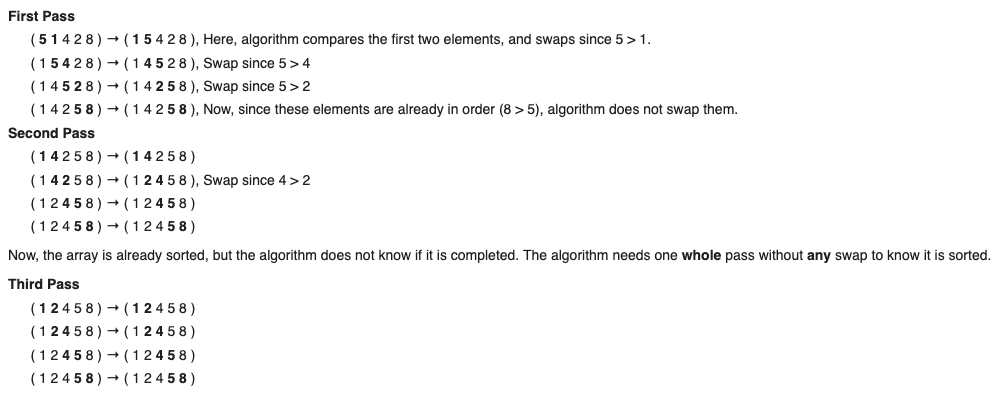 First Pass
( 5 1 4 2 8 ) → ( 1 5 4 2 8 ), Here, algorithm compares the first two elements, and swaps since 5 > 1.
( 1 5 4 2 8 ) → ( 1 4 5 2 8 ), Swap since 5 > 4
( 1 4 5 2 8 ) → ( 1 4 2 5 8 ), Swap since 5 > 2
( 1 4 2 5 8 ) → ( 1 4 2 5 8 ), Now, since these elements are already in order (8 > 5), algorithm does not swap them.
Second Pass
( 1 4 2 5 8 ) → ( 1 4 2 5 8 )
( 1 4 2 5 8 ) → ( 1 2 4 5 8 ), Swap since 4 > 2
( 1 2 4 5 8 ) → ( 1 2 4 5 8 )
( 1 2 4 5 8 ) → ( 1 2 4 5 8 )
Now, the array is already sorted, but the algorithm does not know if it is completed. The algorithm needs one whole pass without any swap to know it is sorted.
Third Pass
( 1 2 4 5 8 ) → ( 1 2 4 5 8 )
( 1 2 4 5 8 ) → ( 1 2 4 5 8 )
( 1 2 4 5 8 ) → ( 1 2 4 5 8 )
( 1 2 4 5 8 ) → ( 1 2 4 5 8 )